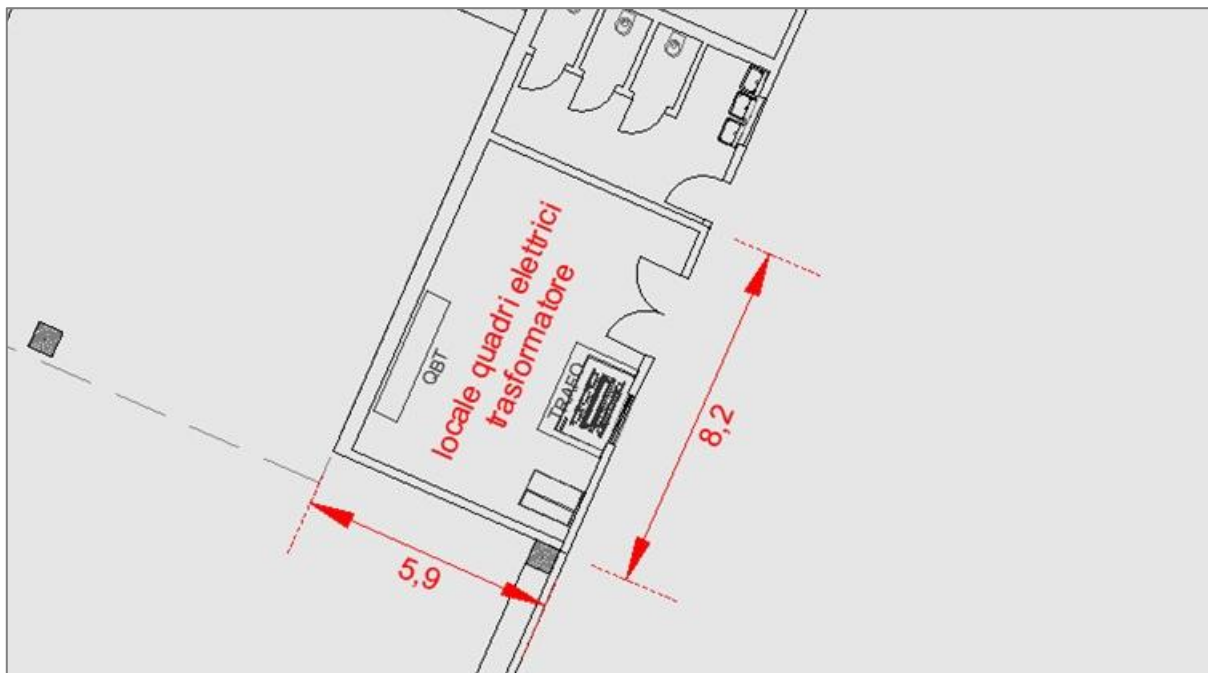 locale quadri elettrici
trasformatore
QBT
TRAFO
8,2
5,9